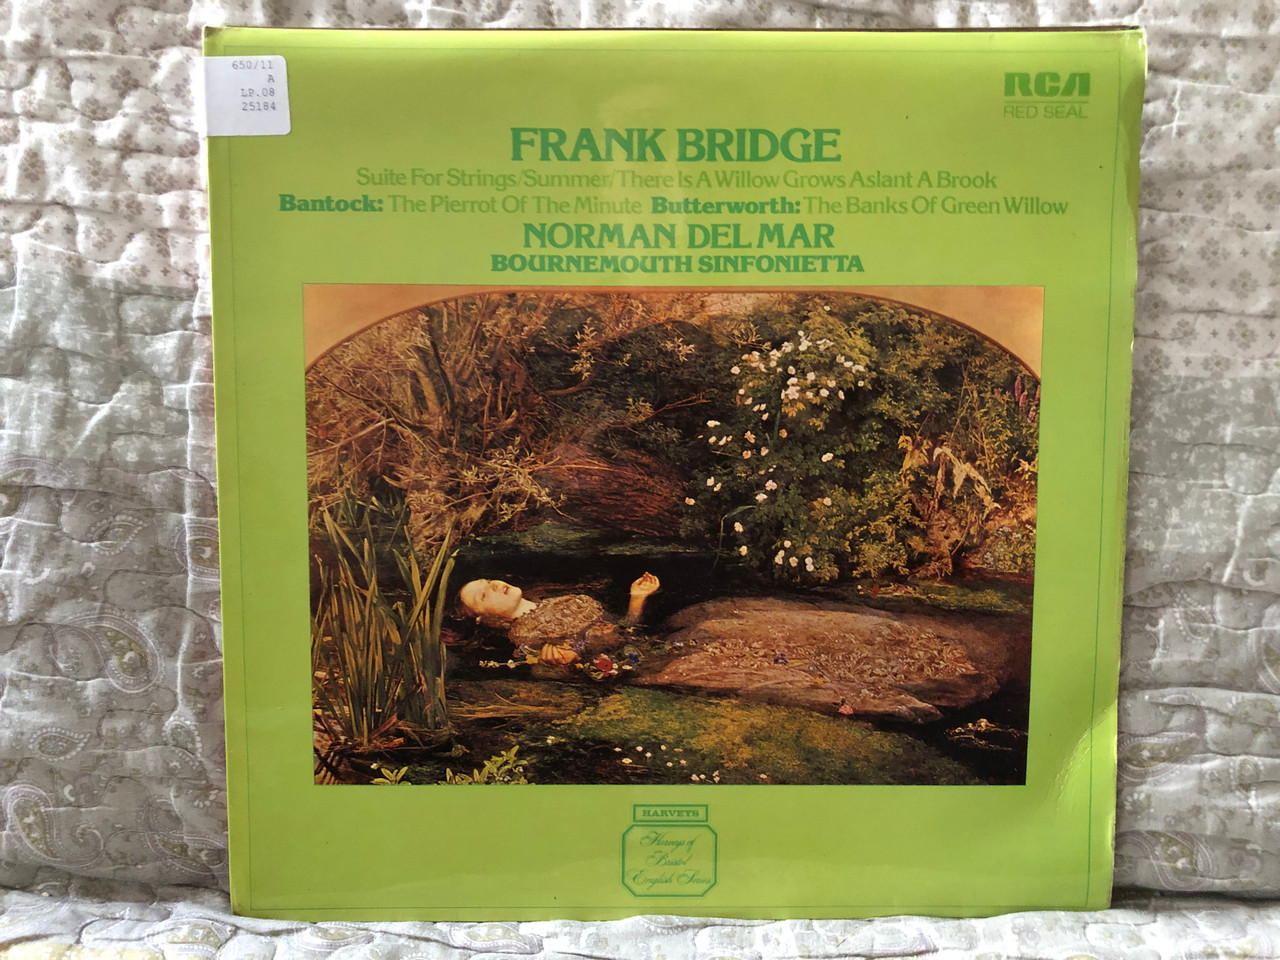 650/11
A
LP.08
25184
RCA
RED SEAL
FRANK BRIDGE
Suite For Strings/Summer/There Is A Willow Grows Aslant A Brook
Bantock: The Pierrot Of The Minute Butterworth: The Banks Of Green Willow
NORMAN DEL MAR
BOURNEMOUTH SINFONIETTA
HARVEYS
Harveys of
Bristol
English Series